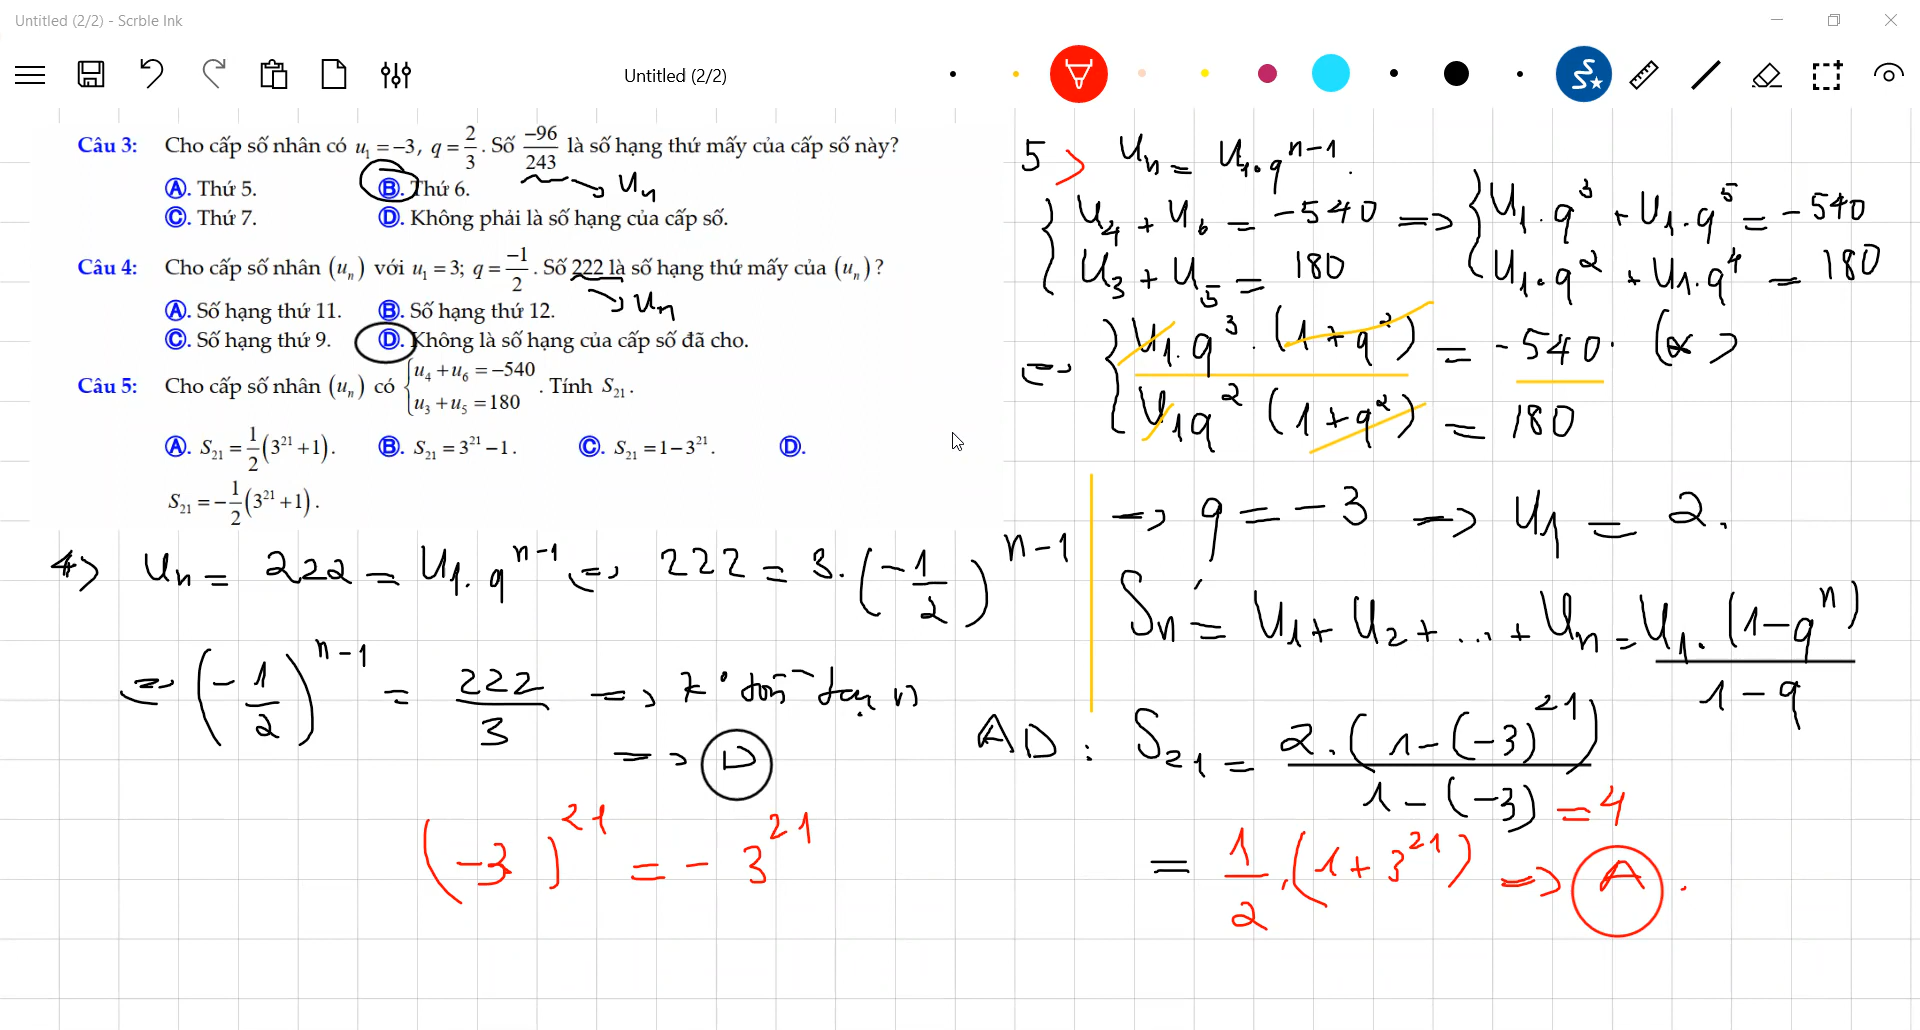 Untitled (2/2) - Scrble Ink
Untitled (2/2)
Câu 3: Cho cấp số nhân có u₁ = −3, q = 2/3. Số −96/243 là số hạng thứ mấy của cấp số này?
A. Thứ 5. B. Thứ 6. → uₙ
C. Thứ 7. D. Không phải là số hạng của cấp số.
Câu 4: Cho cấp số nhân (uₙ) với u₁ = 3; q = −1/2. Số 222 là số hạng thứ mấy của (uₙ)?
→ uₙ
A. Số hạng thứ 11. B. Số hạng thứ 12.
C. Số hạng thứ 9. D. Không là số hạng của cấp số đã cho.
Câu 5: Cho cấp số nhân (uₙ) có { u₄ + u₆ = −540 ; u₃ + u₅ = 180 . Tính S₂₁.
A. S₂₁ = 1/2(3²¹ + 1). B. S₂₁ = 3²¹ − 1. C. S₂₁ = 1 − 3²¹. D.
S₂₁ = −1/2(3²¹ + 1).
4> uₙ = 222 = u₁.qⁿ⁻¹ ⇔ 222 = 3.(−1/2)ⁿ⁻¹
⇔ (−1/2)ⁿ⁻¹ = 222/3 ⇒ k° tồn tại n
⇒ D
(−3)²¹ = − 3²¹
5> uₙ = u₁.qⁿ⁻¹.
{ u₄ + u₆ = −540 ⇒ { u₁.q³ + u₁.q⁵ = −540
u₃ + u₅ = 180 u₁.q² + u₁.q⁴ = 180
⇔ { u₁.q³.(1+q²) = −540. (*)
u₁q²(1+q²) = 180
⇒ q = −3 ⇒ u₁ = 2.
Sₙ = u₁ + u₂ + ... + uₙ = u₁.(1−qⁿ)/1−q
AD: S₂₁ = 2.(1−(−3)²¹)/1−(−3) = 4
= 1/2.(1+3²¹) ⇒ A.